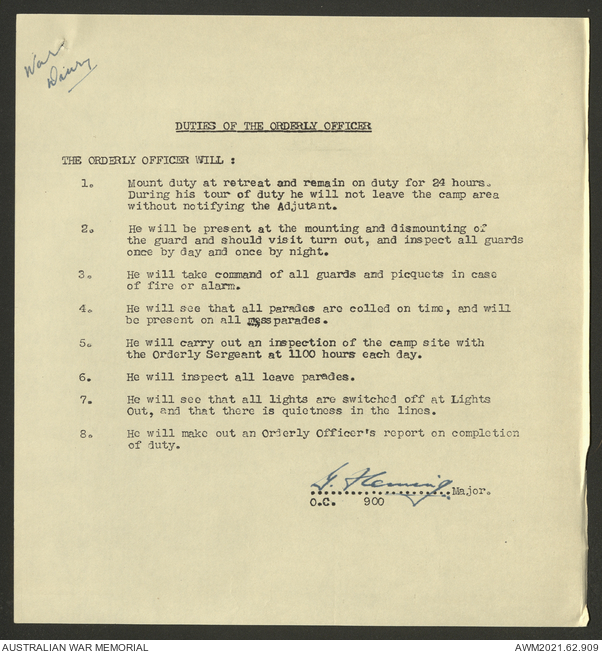 War
Diary
DUTIES OF THE ORDERLY OFFICER
THE ORDERLY OFFICER WILL :
1. Mount duty at retreat and remain on duty for 24 hours.
During his tour of duty he will not leave the camp area
without notifying the Adjutant.
2. He will be present at the mounting and dismounting of
the guard and should visit turn out, and inspect all guards
once by day and once by night.
3. He will take command of all guards and picquets in case
of fire or alarm.
4. He will see that all parades are colled on time, and will
be present on all mess parades.
5. He will carry out an inspection of the camp site with
the Orderly Sergeant at 1100 hours each day.
6. He will inspect all leave parades.
7. He will see that all lights are switched off at Lights
Out, and that there is quietness in the lines.
8. He will make out an Orderly Officer's report on completion
of duty.
G. Fleming
......................Major.
O.C. 900
AUSTRALIAN WAR MEMORIAL
AWM2021.62.909